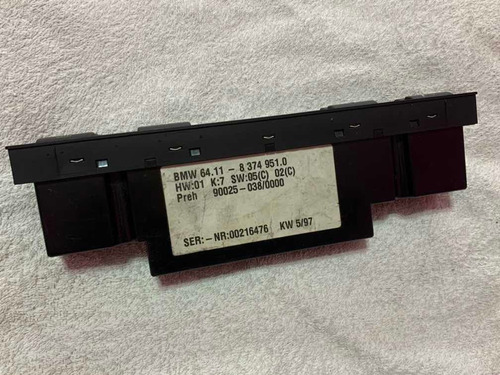 BMW 64.11 - 8 374 951.0
HW:01 K:7 SW:05(C) 02(C)
Preh 90025-038/0000
SER:-NR:00216476 KW 5/97